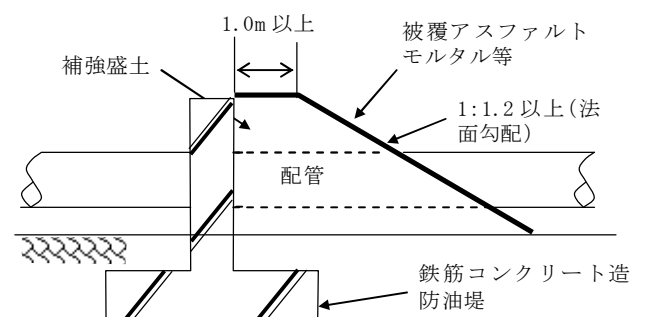 1.0m 以上
被覆アスファルト
モルタル等
補強盛土
1:1.2 以上(法
面勾配)
配管
鉄筋コンクリート造
防油堤